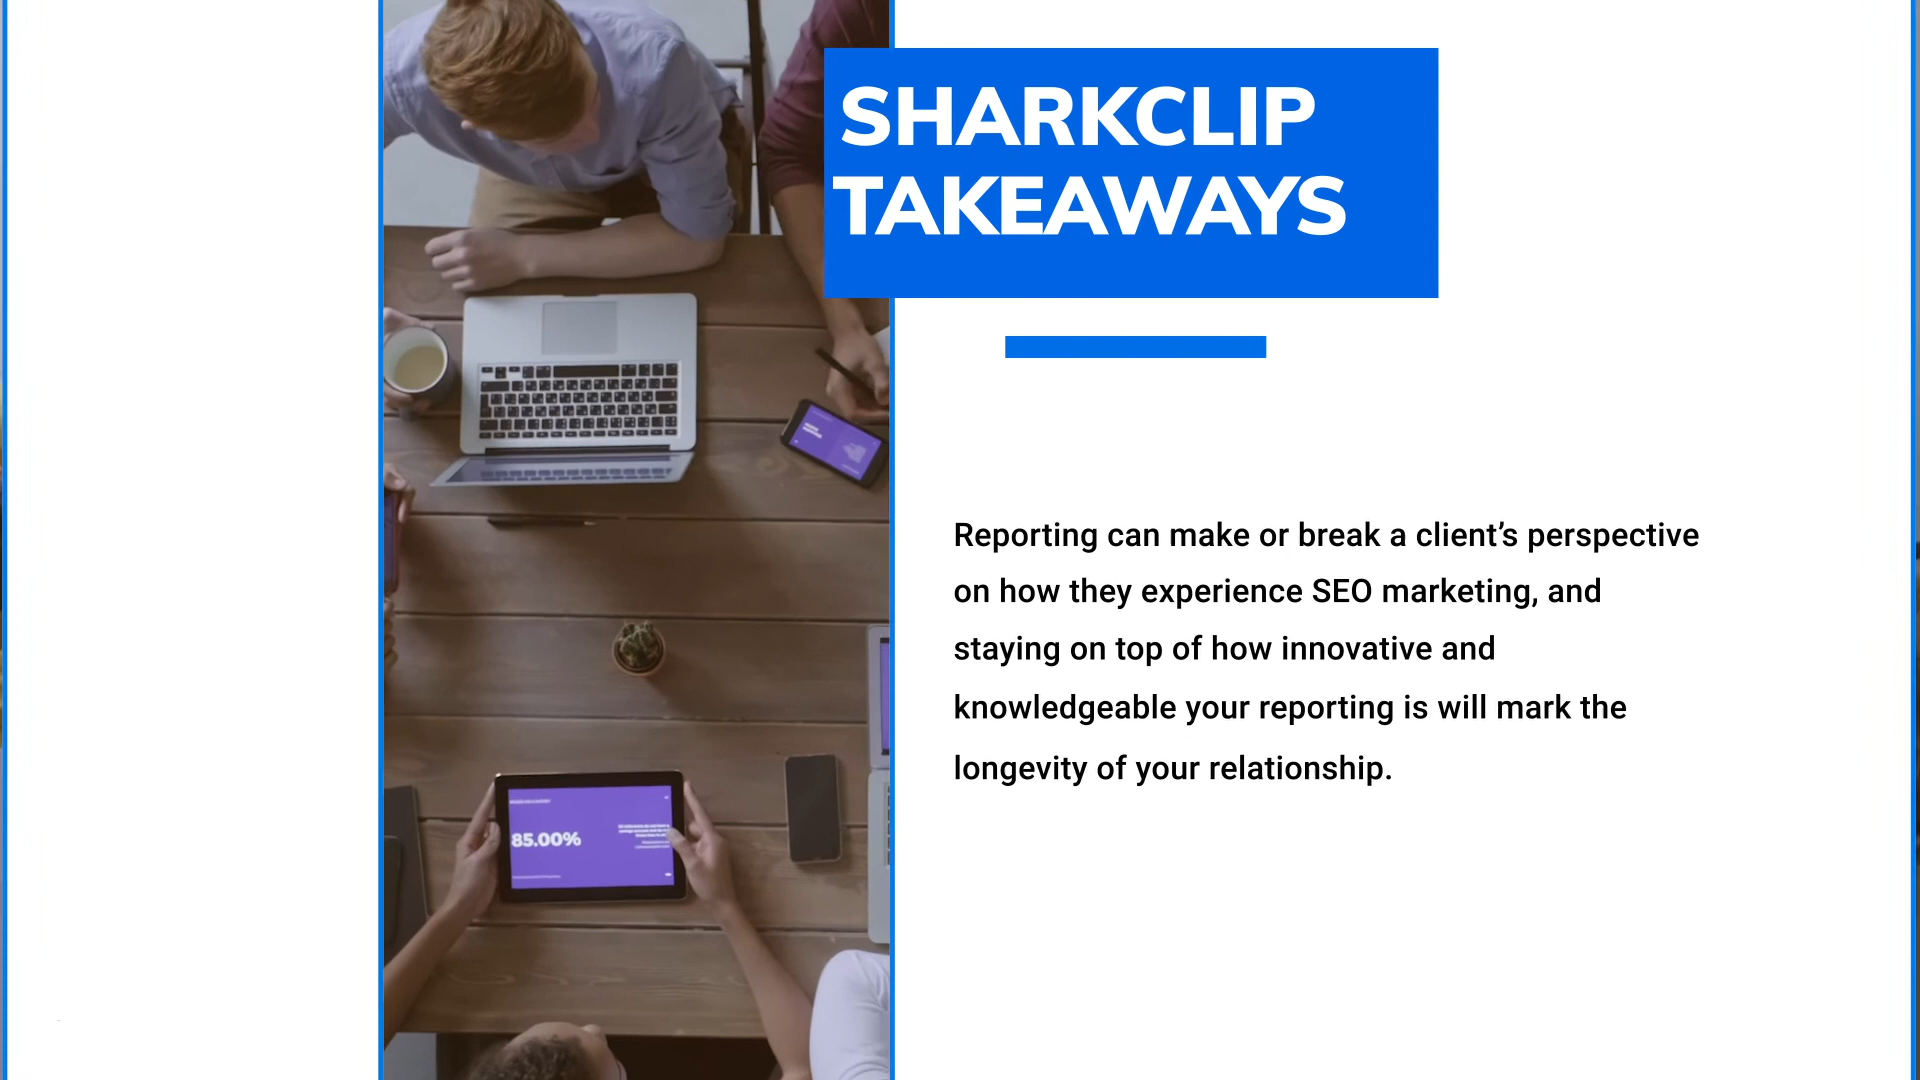 SHARKCLIP
TAKEAWAYS
Reporting can make or break a client’s perspective
on how they experience SEO marketing, and
staying on top of how innovative and
knowledgeable your reporting is will mark the
longevity of your relationship.
85.00%